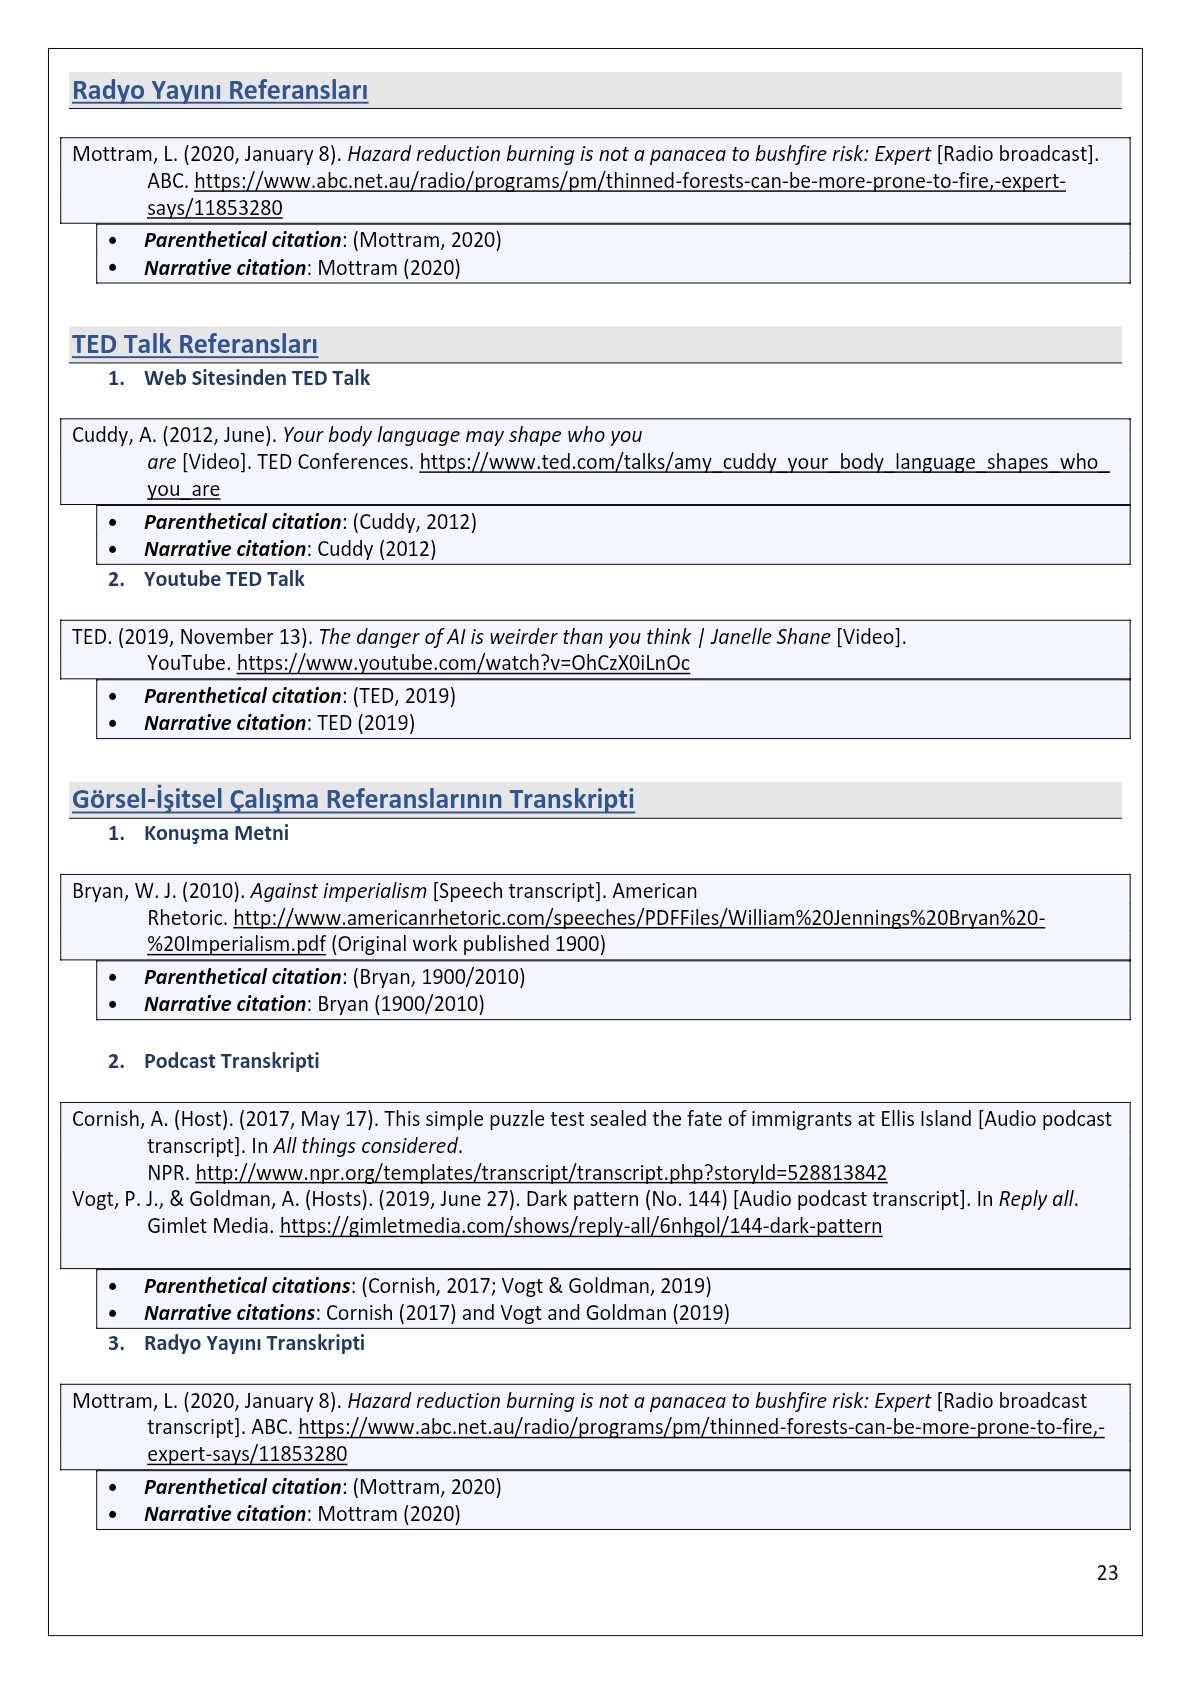 Radyo Yayını Referansları
Mottram, L. (2020, January 8). Hazard reduction burning is not a panacea to bushfire risk: Expert [Radio broadcast].
ABC. https://www.abc.net.au/radio/programs/pm/thinned-forests-can-be-more-prone-to-fire,-expert-
says/11853280
• Parenthetical citation: (Mottram, 2020)
• Narrative citation: Mottram (2020)
TED Talk Referansları
1. Web Sitesinden TED Talk
Cuddy, A. (2012, June). Your body language may shape who you
are [Video]. TED Conferences. https://www.ted.com/talks/amy_cuddy_your_body_language_shapes_who_
you_are
• Parenthetical citation: (Cuddy, 2012)
• Narrative citation: Cuddy (2012)
2. Youtube TED Talk
TED. (2019, November 13). The danger of AI is weirder than you think | Janelle Shane [Video].
YouTube. https://www.youtube.com/watch?v=OhCzX0iLnOc
• Parenthetical citation: (TED, 2019)
• Narrative citation: TED (2019)
Görsel-İşitsel Çalışma Referanslarının Transkripti
1. Konuşma Metni
Bryan, W. J. (2010). Against imperialism [Speech transcript]. American
Rhetoric. http://www.americanrhetoric.com/speeches/PDFFiles/William%20Jennings%20Bryan%20-
%20Imperialism.pdf (Original work published 1900)
• Parenthetical citation: (Bryan, 1900/2010)
• Narrative citation: Bryan (1900/2010)
2. Podcast Transkripti
Cornish, A. (Host). (2017, May 17). This simple puzzle test sealed the fate of immigrants at Ellis Island [Audio podcast
transcript]. In All things considered.
NPR. http://www.npr.org/templates/transcript/transcript.php?storyId=528813842
Vogt, P. J., & Goldman, A. (Hosts). (2019, June 27). Dark pattern (No. 144) [Audio podcast transcript]. In Reply all.
Gimlet Media. https://gimletmedia.com/shows/reply-all/6nhgol/144-dark-pattern
• Parenthetical citations: (Cornish, 2017; Vogt & Goldman, 2019)
• Narrative citations: Cornish (2017) and Vogt and Goldman (2019)
3. Radyo Yayını Transkripti
Mottram, L. (2020, January 8). Hazard reduction burning is not a panacea to bushfire risk: Expert [Radio broadcast
transcript]. ABC. https://www.abc.net.au/radio/programs/pm/thinned-forests-can-be-more-prone-to-fire,-
expert-says/11853280
• Parenthetical citation: (Mottram, 2020)
• Narrative citation: Mottram (2020)
23